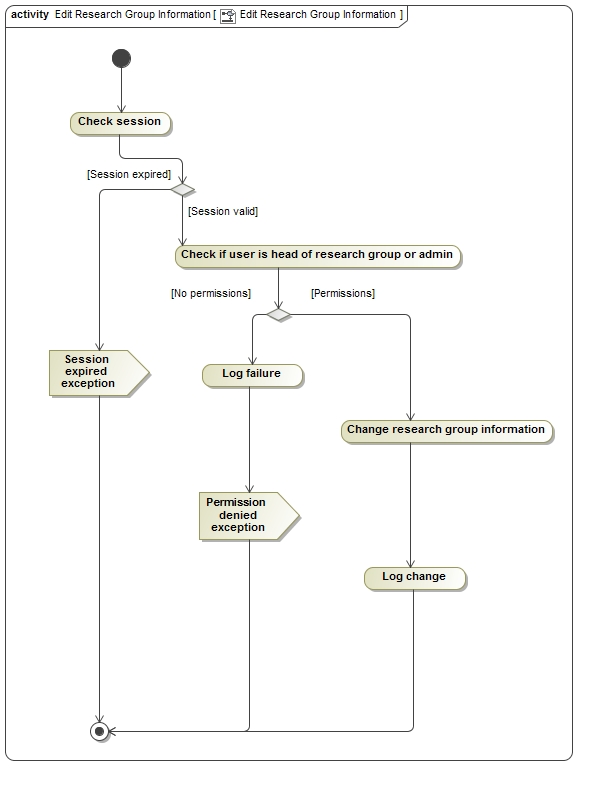 activity Edit Research Group Information [ Edit Research Group Information ]
Check session
[Session expired]
[Session valid]
Check if user is head of research group or admin
[No permissions]
[Permissions]
Session
expired
exception
Log failure
Change research group information
Permission
denied
exception
Log change